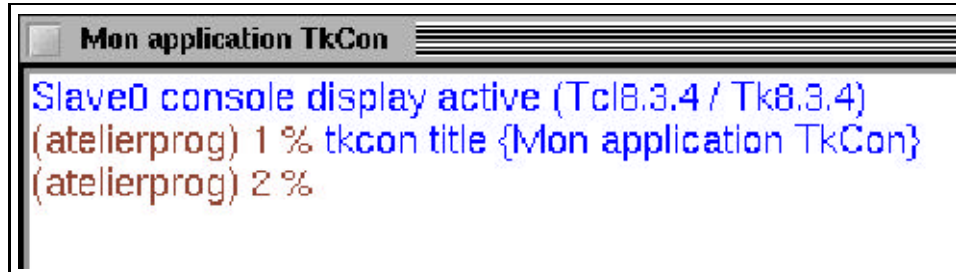 Mon application TkCon
Slave0 console display active (Tcl8.3.4 / Tk8.3.4)
(atelierprog) 1 % tkcon title {Mon application TkCon}
(atelierprog) 2 %